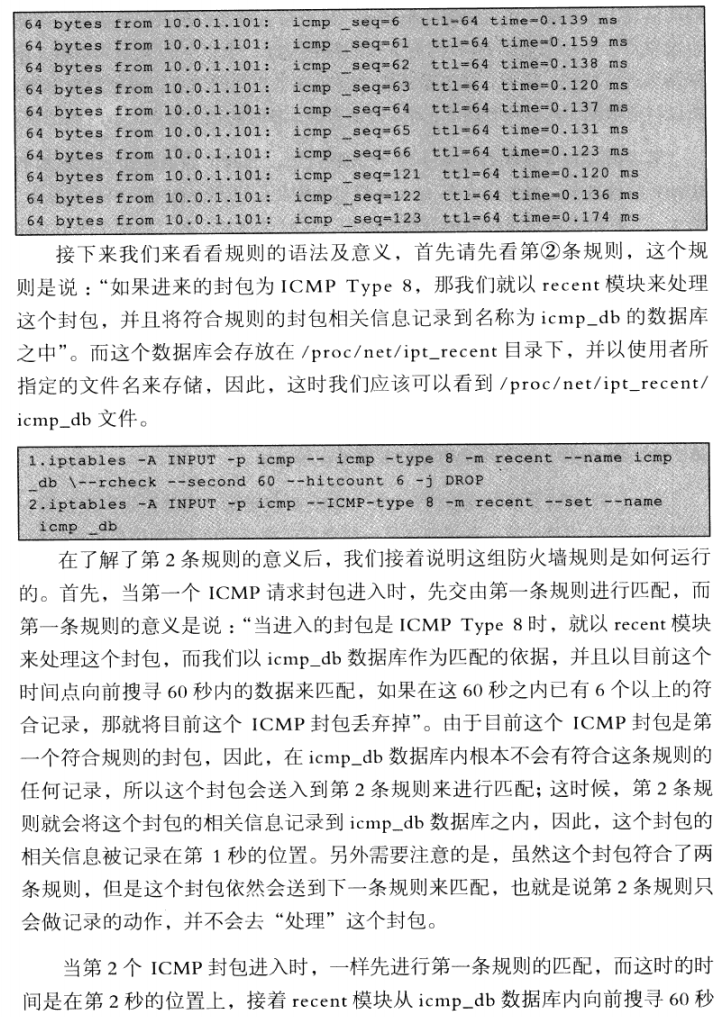 64 bytes from 10.0.1.101:  icmp _seq=6  ttl=64 time=0.139 ms
64 bytes from 10.0.1.101:  icmp _seq=61  ttl=64 time=0.159 ms
64 bytes from 10.0.1.101:  icmp _seq=62  ttl=64 time=0.138 ms
64 bytes from 10.0.1.101:  icmp _seq=63  ttl=64 time=0.120 ms
64 bytes from 10.0.1.101:  icmp _seq=64  ttl=64 time=0.137 ms
64 bytes from 10.0.1.101:  icmp _seq=65  ttl=64 time=0.131 ms
64 bytes from 10.0.1.101:  icmp _seq=66  ttl=64 time=0.123 ms
64 bytes from 10.0.1.101:  icmp _seq=121  ttl=64 time=0.120 ms
64 bytes from 10.0.1.101:  icmp _seq=122  ttl=64 time=0.136 ms
64 bytes from 10.0.1.101:  icmp _seq=123  ttl=64 time=0.174 ms
接下来我们来看看规则的语法及意义，首先请先看第②条规则，这个规
则是说：“如果进来的封包为 ICMP Type 8，那我们就以 recent 模块来处理
这个封包，并且将符合规则的封包相关信息记录到名称为 icmp_db 的数据库
之中”。而这个数据库会存放在 /proc/net/ipt_recent 目录下，并以使用者所
指定的文件名来存储，因此，这时我们应该可以看到 /proc/net/ipt_recent/
icmp_db 文件。
1.iptables -A INPUT -p icmp -- icmp -type 8 -m recent --name icmp
_db \--rcheck --second 60 --hitcount 6 -j DROP
2.iptables -A INPUT -p icmp --ICMP-type 8 -m recent --set --name
icmp _db
在了解了第 2 条规则的意义后，我们接着说明这组防火墙规则是如何运行
的。首先，当第一个 ICMP 请求封包进入时，先交由第一条规则进行匹配，而
第一条规则的意义是说：“当进入的封包是 ICMP Type 8 时，就以 recent 模块
来处理这个封包，而我们以 icmp_db 数据库作为匹配的依据，并且以目前这个
时间点向前搜寻 60 秒内的数据来匹配，如果在这 60 秒之内已有 6 个以上的符
合记录，那就将目前这个 ICMP 封包丢弃掉”。由于目前这个 ICMP 封包是第
一个符合规则的封包，因此，在 icmp_db 数据库内根本不会有符合这条规则的
任何记录，所以这个封包会送入到第 2 条规则来进行匹配；这时候，第 2 条规
则就会将这个封包的相关信息记录到 icmp_db 数据库之内，因此，这个封包的
相关信息被记录在第 1 秒的位置。另外需要注意的是，虽然这个封包符合了两
条规则，但是这个封包依然会送到下一条规则来匹配，也就是说第 2 条规则只
会做记录的动作，并不会去“处理”这个封包。
当第 2 个 ICMP 封包进入时，一样先进行第一条规则的匹配，而这时的时
间是在第 2 秒的位置上，接着 recent 模块从 icmp_db 数据库内向前搜寻 60 秒